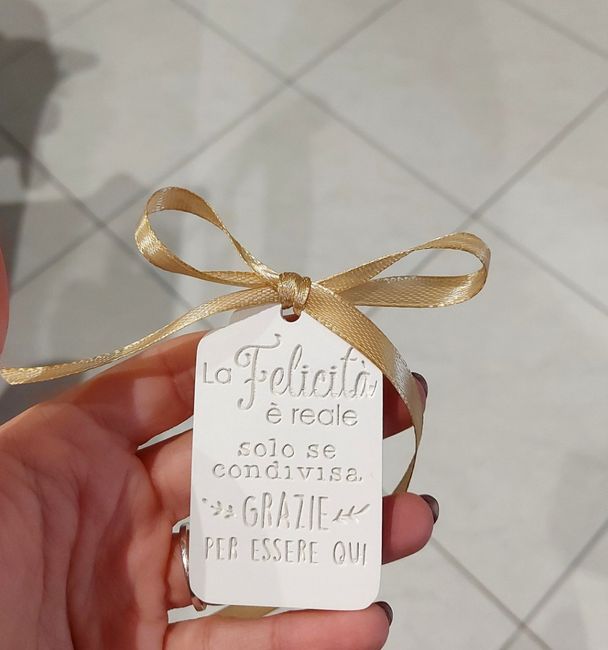 La Felicità
è reale
solo se
condivisa
GRAZIE
PER ESSERE QUI